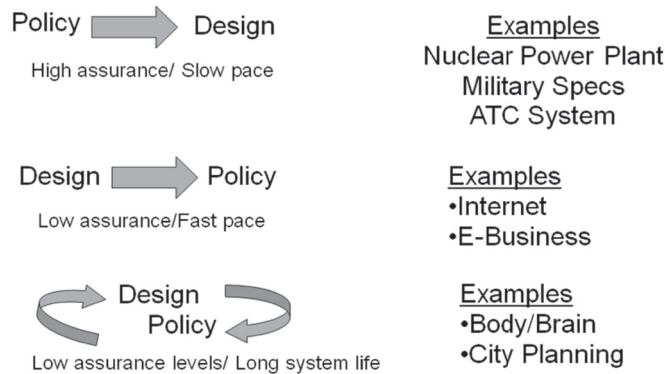 Policy Design
High assurance/ Slow pace
Examples
Nuclear Power Plant
Military Specs
ATC System
Design Policy
Low assurance/Fast pace
Examples
•Internet
•E-Business
Design
Policy
Low assurance levels/ Long system life
Examples
•Body/Brain
•City Planning